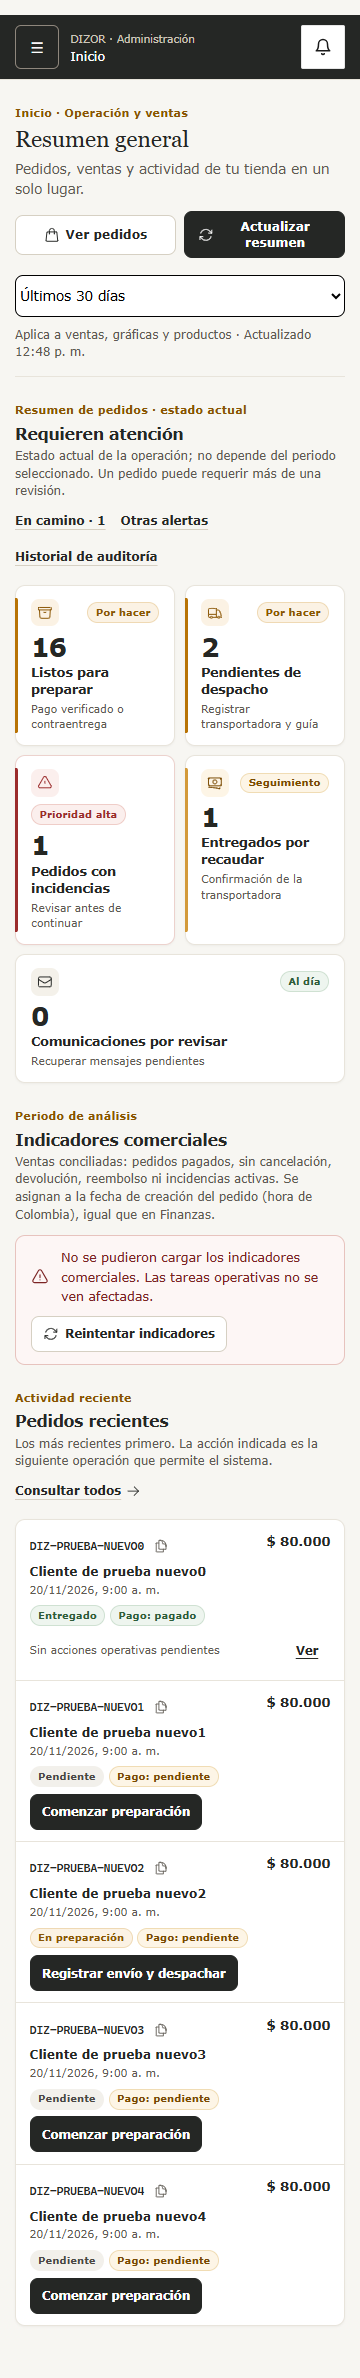 DIZOR · Administración
Inicio
Inicio · Operación y ventas
Resumen general
Pedidos, ventas y actividad de tu tienda en un
solo lugar.
Ver pedidos
Actualizar
resumen
Últimos 30 días
Aplica a ventas, gráficas y productos · Actualizado
12:48 p. m.
Resumen de pedidos · estado actual
Requieren atención
Estado actual de la operación; no depende del periodo
seleccionado. Un pedido puede requerir más de una
revisión.
En camino · 1 Otras alertas
Historial de auditoría
Por hacer
16
Listos para
preparar
Pago verificado o
contraentrega
Por hacer
2
Pendientes de
despacho
Registrar
transportadora y guía
Prioridad alta
1
Pedidos con
incidencias
Revisar antes de
continuar
Seguimiento
1
Entregados por
recaudar
Confirmación de la
transportadora
Al día
0
Comunicaciones por revisar
Recuperar mensajes pendientes
Periodo de análisis
Indicadores comerciales
Ventas conciliadas: pedidos pagados, sin cancelación,
devolución, reembolso ni incidencias activas. Se
asignan a la fecha de creación del pedido (hora de
Colombia), igual que en Finanzas.
No se pudieron cargar los indicadores
comerciales. Las tareas operativas no se
ven afectadas.
Reintentar indicadores
Actividad reciente
Pedidos recientes
Los más recientes primero. La acción indicada es la
siguiente operación que permite el sistema.
Consultar todos →
DIZ-PRUEBA-NUEVO0 $ 80.000
Cliente de prueba nuevo0
20/11/2026, 9:00 a. m.
Entregado Pago: pagado
Sin acciones operativas pendientes Ver
DIZ-PRUEBA-NUEVO1 $ 80.000
Cliente de prueba nuevo1
20/11/2026, 9:00 a. m.
Pendiente Pago: pendiente
Comenzar preparación
DIZ-PRUEBA-NUEVO2 $ 80.000
Cliente de prueba nuevo2
20/11/2026, 9:00 a. m.
En preparación Pago: pendiente
Registrar envío y despachar
DIZ-PRUEBA-NUEVO3 $ 80.000
Cliente de prueba nuevo3
20/11/2026, 9:00 a. m.
Pendiente Pago: pendiente
Comenzar preparación
DIZ-PRUEBA-NUEVO4 $ 80.000
Cliente de prueba nuevo4
20/11/2026, 9:00 a. m.
Pendiente Pago: pendiente
Comenzar preparación